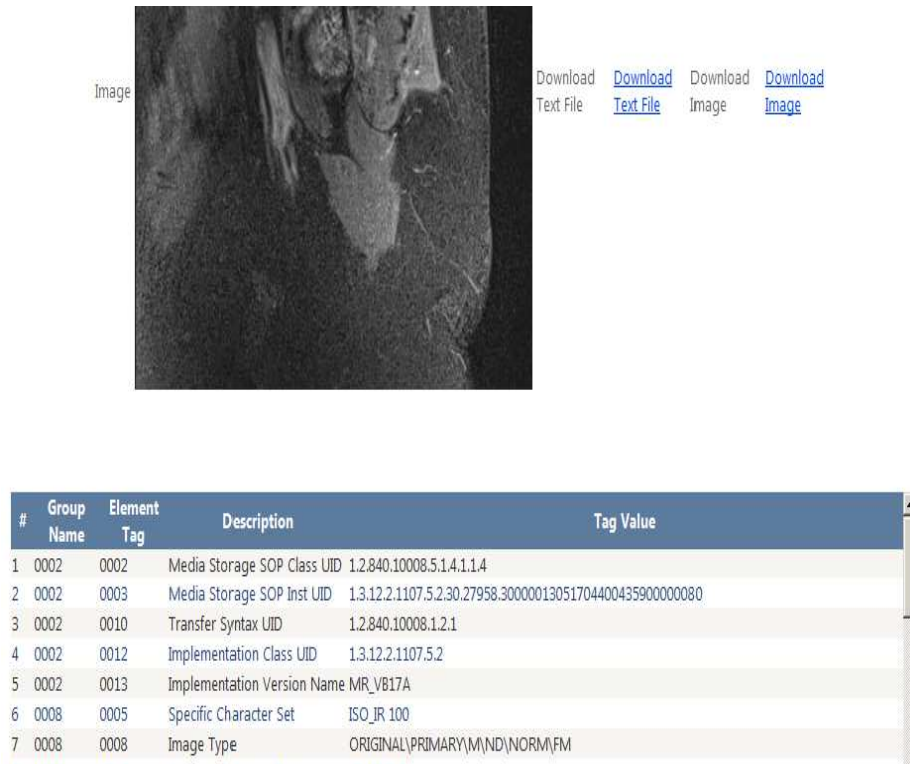 Image
Download Download Download Download
Text File Text File Image Image
# Group Name Element Tag Description Tag Value
1 0002 0002 Media Storage SOP Class UID 1.2.840.10008.5.1.4.1.1.4
2 0002 0003 Media Storage SOP Inst UID 1.3.12.2.1107.5.2.30.27958.30000013051704400435900000080
3 0002 0010 Transfer Syntax UID 1.2.840.10008.1.2.1
4 0002 0012 Implementation Class UID 1.3.12.2.1107.5.2
5 0002 0013 Implementation Version Name MR_VB17A
6 0008 0005 Specific Character Set ISO_IR 100
7 0008 0008 Image Type ORIGINAL\PRIMARY\M\ND\NORM\FM